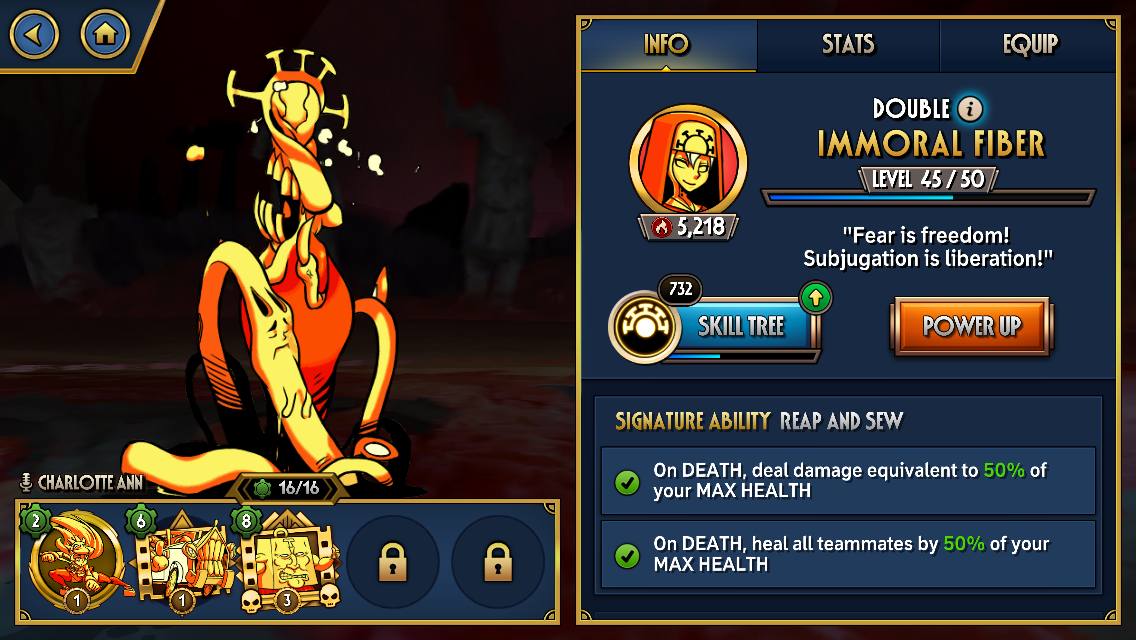 INFO
STATS
EQUIP
DOUBLE i
IMMORAL FIBER
LEVEL 45 / 50
5,218
"Fear is freedom!
Subjugation is liberation!"
732
SKILL TREE
POWER UP
SIGNATURE ABILITY REAP AND SEW
On DEATH, deal damage equivalent to 50% of
your MAX HEALTH
On DEATH, heal all teammates by 50% of your
MAX HEALTH
CHARLOTTE ANN
16/16
2
6
8
1
1
3